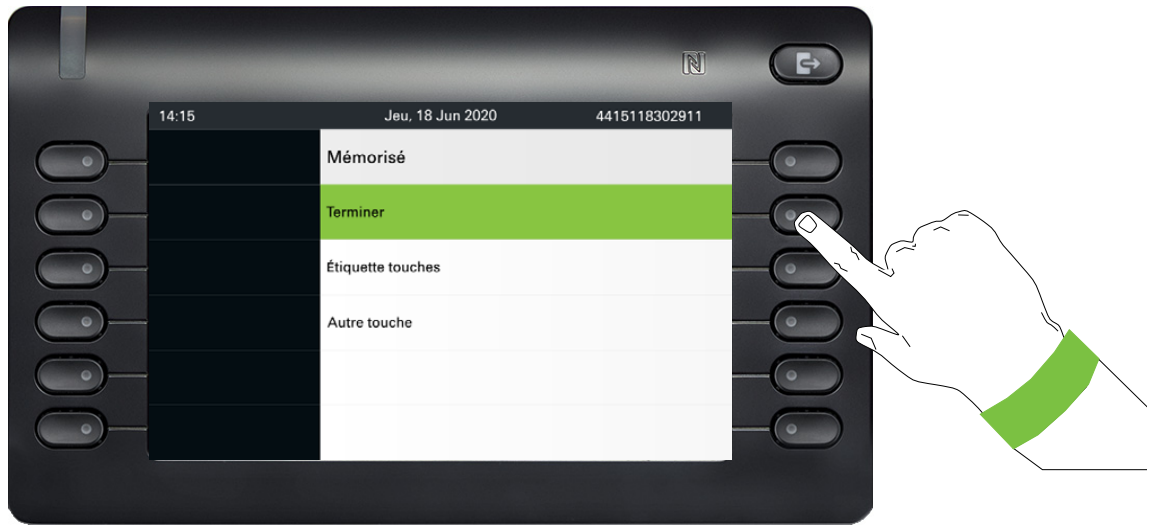 14:15 Jeu, 18 Jun 2020 4415118302911
Mémorisé
Terminer
Étiquette touches
Autre touche